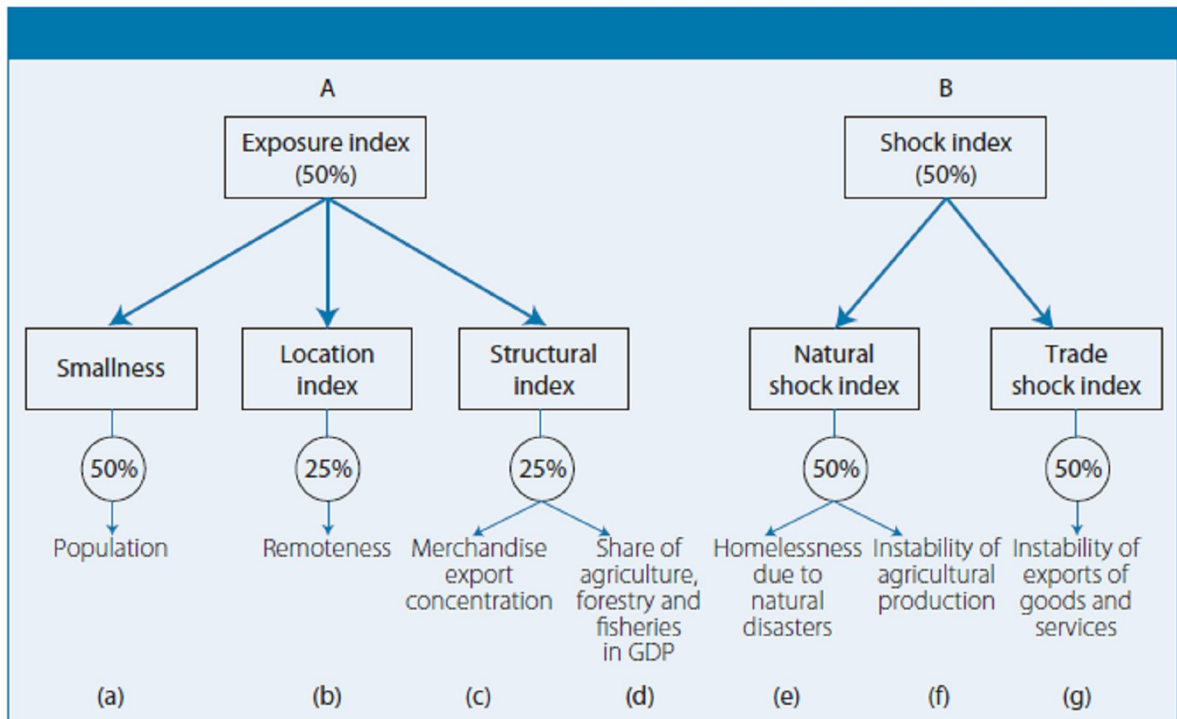 A
B
Exposure index
(50%)
Shock index
(50%)
Smallness
Location
index
Structural
index
Natural
shock index
Trade
shock index
50%
25%
25%
50%
50%
Population
Remoteness
Merchandise
export
concentration
Share of
agriculture,
forestry and
fisheries
in GDP
Homelessness
due to
natural
disasters
Instability of
agricultural
production
Instability of
exports of
goods and
services
(a)
(b)
(c)
(d)
(e)
(f)
(g)